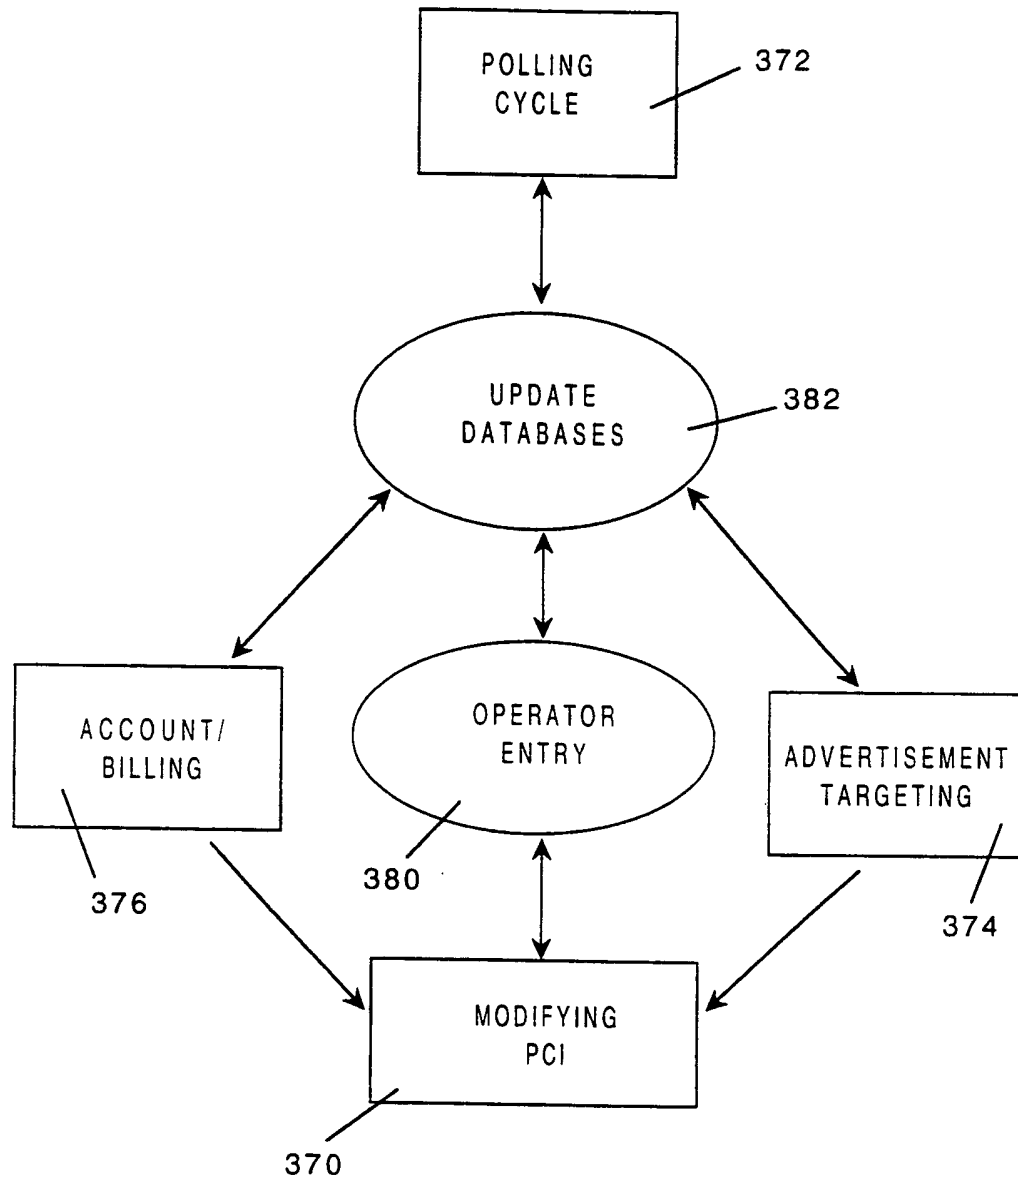 POLLING
CYCLE
372
UPDATE
DATABASES
382
ACCOUNT/
BILLING
376
OPERATOR
ENTRY
380
ADVERTISEMENT
TARGETING
374
MODIFYING
PCI
370